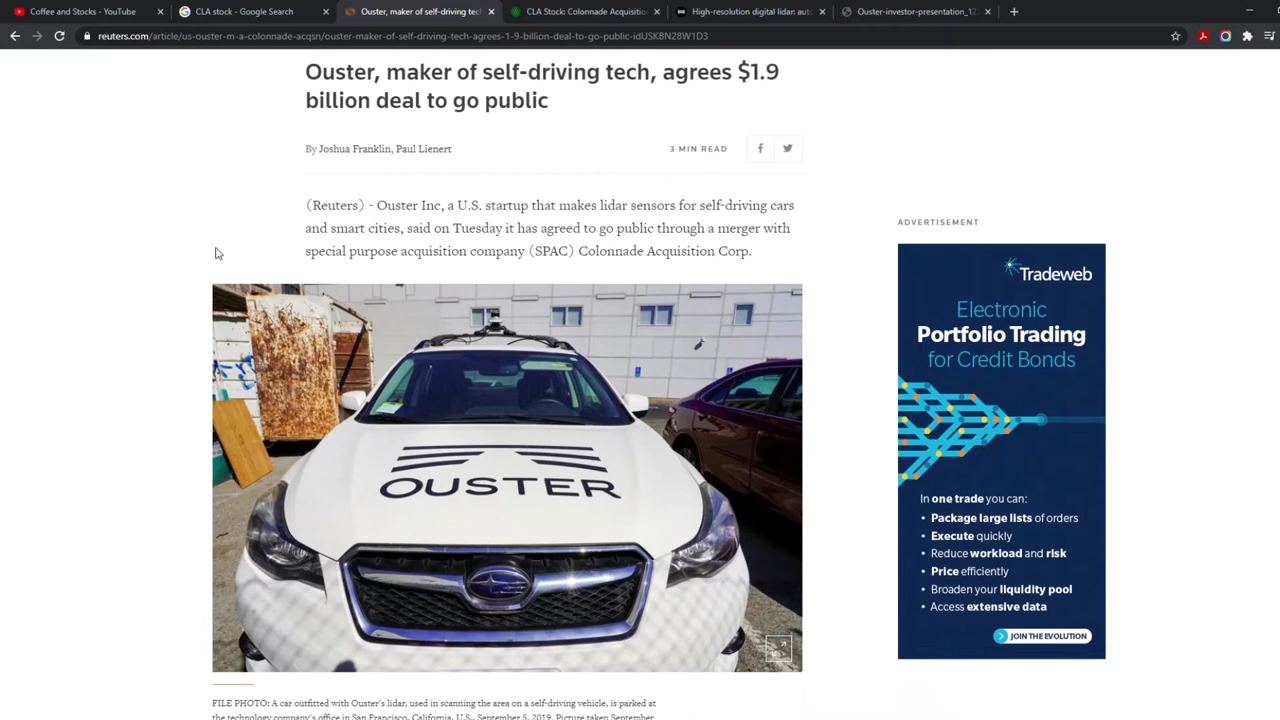 Coffee and Stocks - YouTube
CLA stock - Google Search
Ouster, maker of self-driving tec
CLA Stock: Colonnade Acquisitio
High-resolution digital lidar: auto
Ouster-investor-presentation_12
reuters.com/article/us-ouster-m-a-colonnade-acqsn/ouster-maker-of-self-driving-tech-agrees-1-9-billion-deal-to-go-public-idUSKBN28W1D3
Ouster, maker of self-driving tech, agrees $1.9
billion deal to go public
By Joshua Franklin, Paul Lienert
3 MIN READ
(Reuters) - Ouster Inc, a U.S. startup that makes lidar sensors for self-driving cars
and smart cities, said on Tuesday it has agreed to go public through a merger with
special purpose acquisition company (SPAC) Colonnade Acquisition Corp.
OUSTER
FILE PHOTO: A car outfitted with Ouster's lidar, used in scanning the area on a self-driving vehicle, is parked at
the technology company's office in San Francisco, California, U.S., September 5, 2019. Picture taken September
ADVERTISEMENT
Tradeweb
Electronic
Portfolio Trading
for Credit Bonds
In one trade you can:
• Package large lists of orders
• Execute quickly
• Reduce workload and risk
• Price efficiently
• Broaden your liquidity pool
• Access extensive data
JOIN THE EVOLUTION